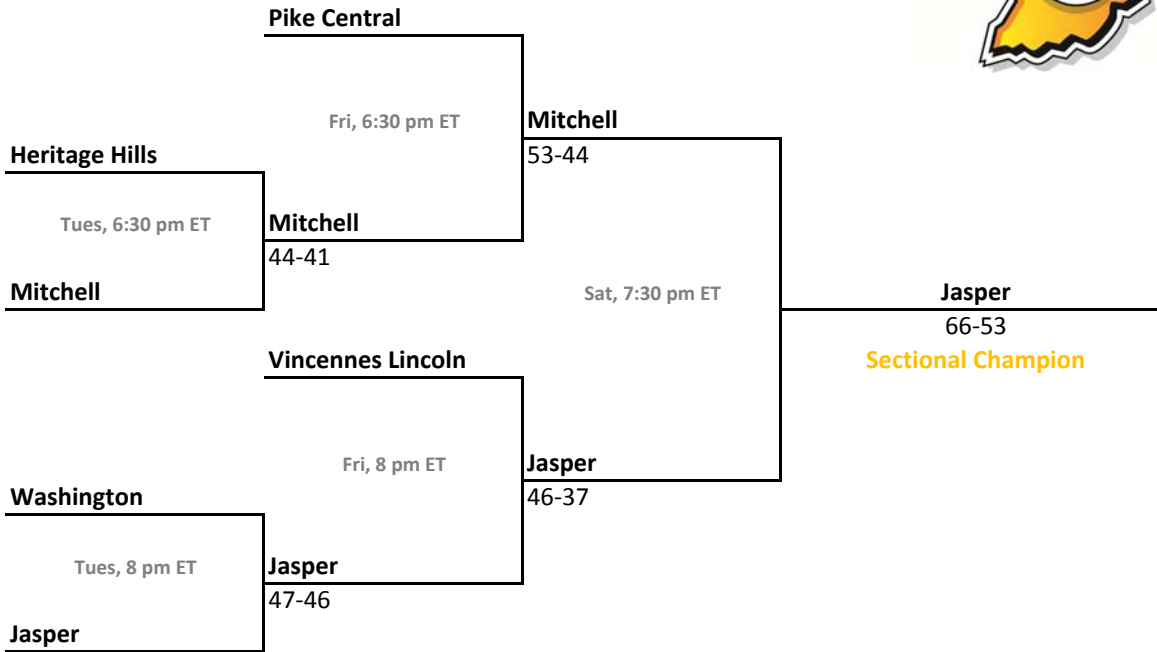 Pike Central
Fri, 6:30 pm ET
Mitchell
Heritage Hills
53-44
Tues, 6:30 pm ET
Mitchell
44-41
Mitchell
Sat, 7:30 pm ET
Jasper
66-53
Vincennes Lincoln
Sectional Champion
Fri, 8 pm ET
Jasper
Washington
46-37
Tues, 8 pm ET
Jasper
47-46
Jasper